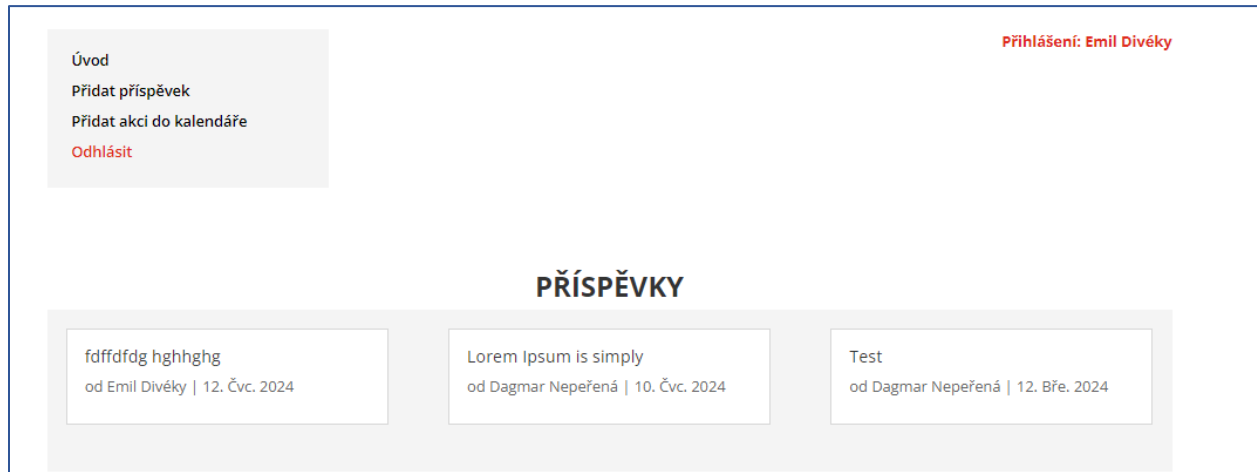 Přihlášení: Emil Divéky
Úvod
Přidat příspěvek
Přidat akci do kalendáře
Odhlásit
PŘÍSPĚVKY
fdffdfdg hghhghg
od Emil Divéky | 12. Čvc. 2024
Lorem Ipsum is simply
od Dagmar Nepeřená | 10. Čvc. 2024
Test
od Dagmar Nepeřená | 12. Bře. 2024